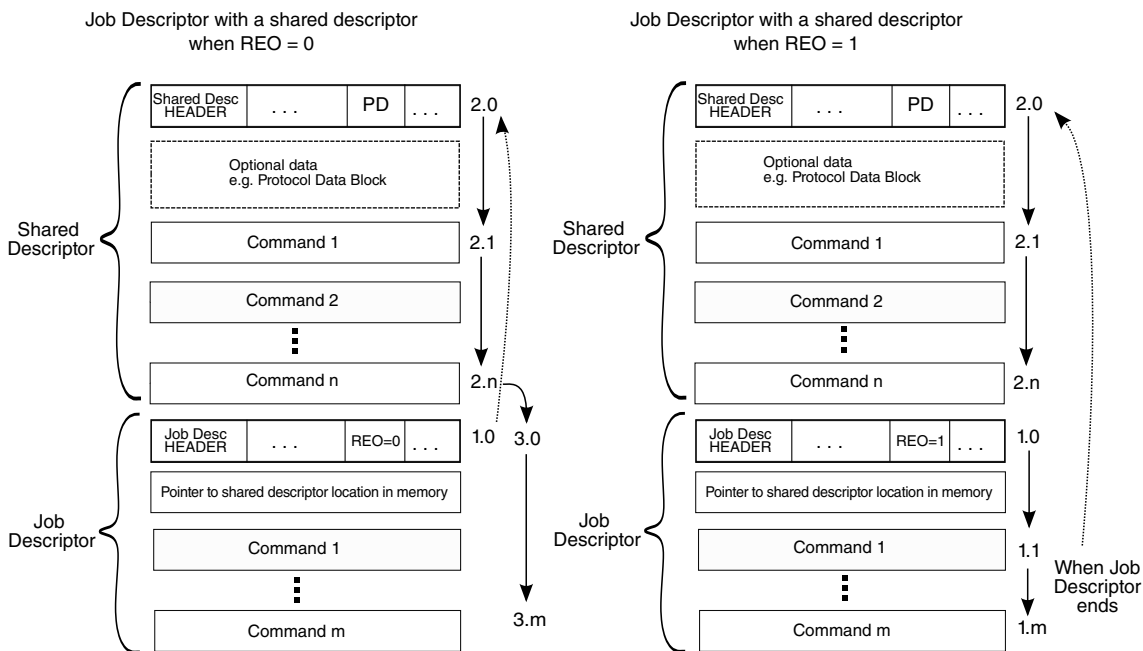 Job Descriptor with a shared descriptor
when REO = 0
Shared Desc
HEADER
. . .
PD
. . .
2.0
Optional data
e.g. Protocol Data Block
Shared
Descriptor
Command 1
2.1
Command 2
Command n
2.n
Job Desc
HEADER
. . .
REO=0
. . .
1.0
3.0
Pointer to shared descriptor location in memory
Job
Descriptor
Command 1
Command m
3.m
Job Descriptor with a shared descriptor
when REO = 1
Shared Desc
HEADER
. . .
PD
. . .
2.0
Optional data
e.g. Protocol Data Block
Shared
Descriptor
Command 1
2.1
Command 2
Command n
2.n
Job Desc
HEADER
. . .
REO=1
. . .
1.0
Pointer to shared descriptor location in memory
Job
Descriptor
Command 1
1.1
When Job
Descriptor
ends
Command m
1.m